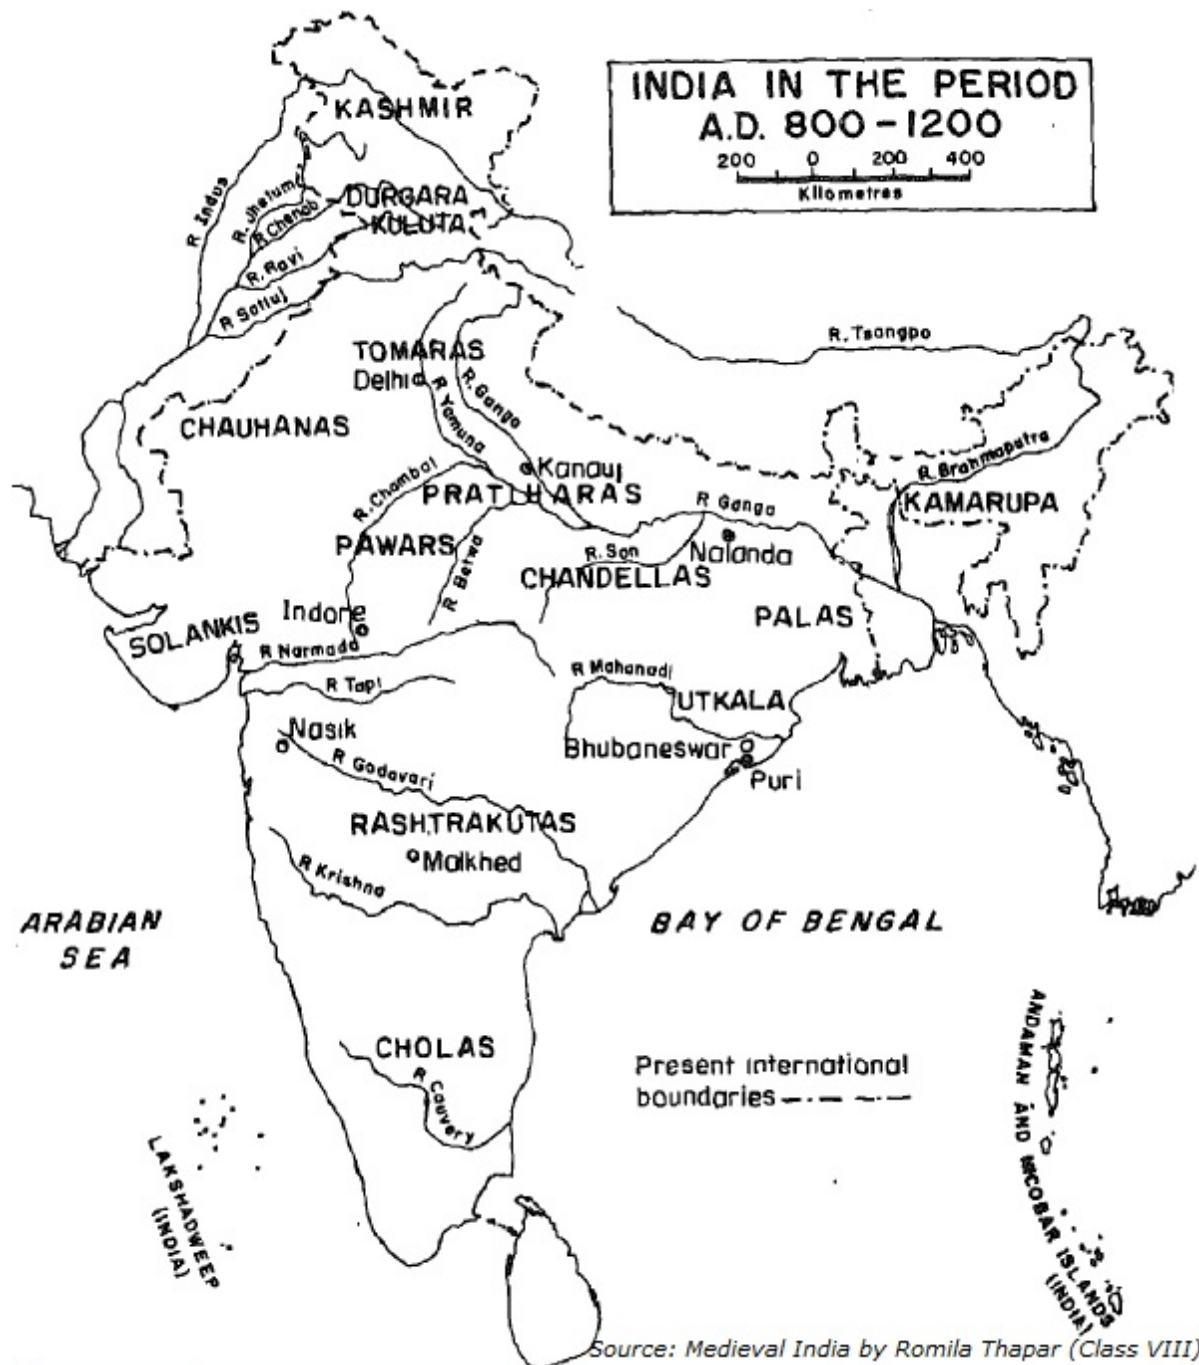 INDIA IN THE PERIOD
A.D. 800-1200
200 0 200 400
Kilometres
KASHMIR
R Indus
R. Jhelum
R Chenab
DURGARA
KULUTA
R. Ravi
R Satluj
R. Tsangpo
TOMARAS
Delhi
R. Ganga
R Yamuna
CHAUHANAS
R. Chambal
Kanauj
PRATIHARAS
R Ganga
R. Brahmaputra
KAMARUPA
PAWARS
R Betwa
R. Son
Nalanda
CHANDELLAS
Indore
PALAS
SOLANKIS
R Narmada
R Tapi
R Mahanadi
UTKALA
Nasik
Bhubaneswar
Puri
R Godavari
RASHTRAKUTAS
Malkhed
R Krishna
ARABIAN
SEA
BAY OF BENGAL
CHOLAS
R Cauvery
Present international
boundaries
ANDAMAN AND NICOBAR ISLANDS
(INDIA)
LAKSHADWEEP
(INDIA)
Source: Medieval India by Romila Thapar (Class VIII)